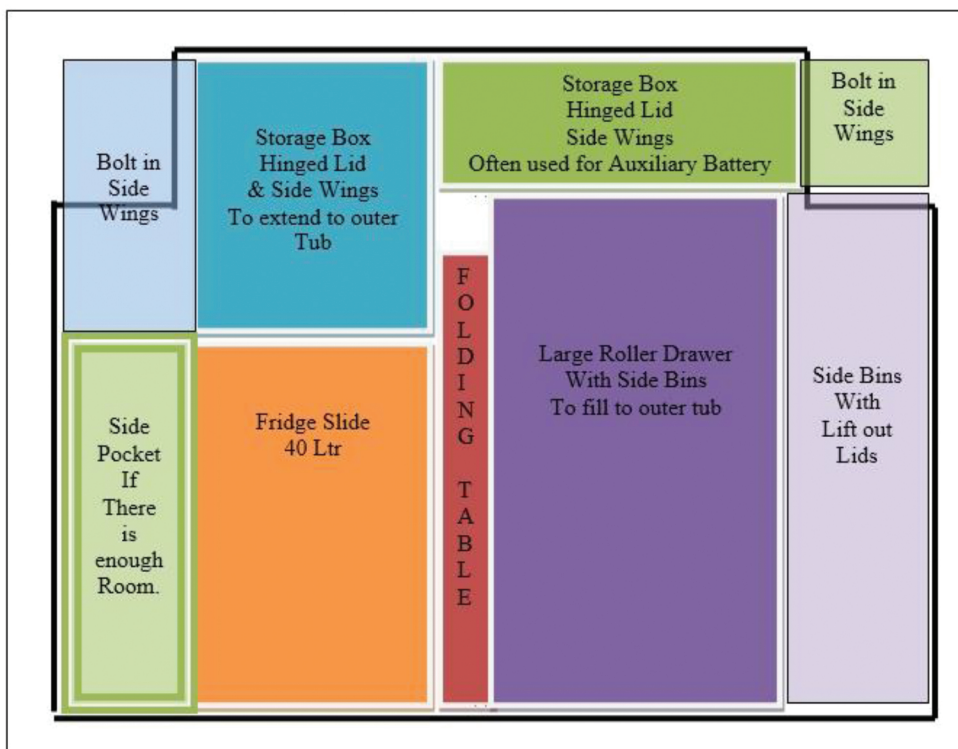 Bolt in
Side
Wings
Storage Box
Hinged Lid
& Side Wings
To extend to outer
Tub
Storage Box
Hinged Lid
Side Wings
Often used for Auxiliary Battery
Bolt in
Side
Wings
Side
Pocket
If
There
is
enough
Room.
Fridge Slide
40 Ltr
FOLDING TABLE
Large Roller Drawer
With Side Bins
To fill to outer tub
Side Bins
With
Lift out
Lids